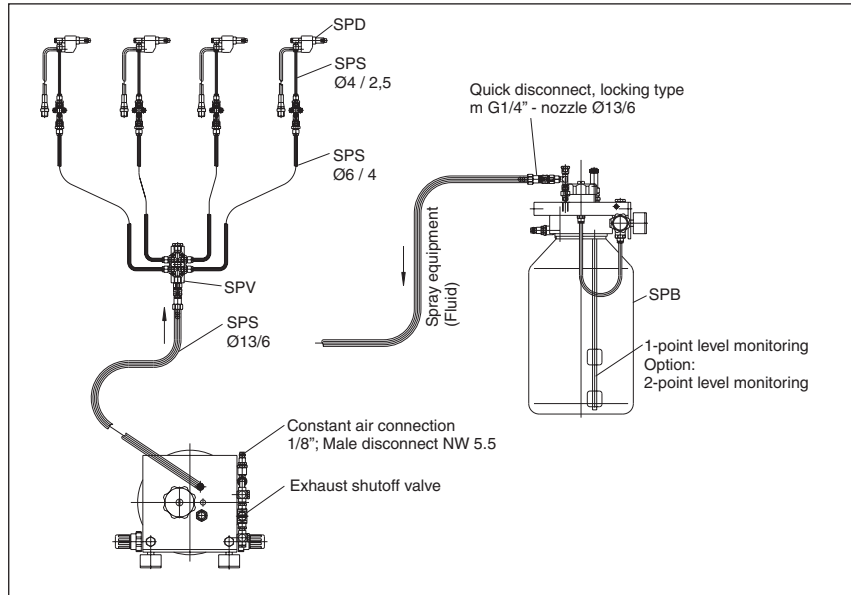 SPD
SPS
Ø4 / 2,5
SPS
Ø6 / 4
SPV
SPS
Ø13/6
Quick disconnect, locking type
m G1/4” - nozzle Ø13/6
Spray equipment
(Fluid)
SPB
1-point level monitoring
Option:
2-point level monitoring
Constant air connection
1/8”; Male disconnect NW 5.5
Exhaust shutoff valve